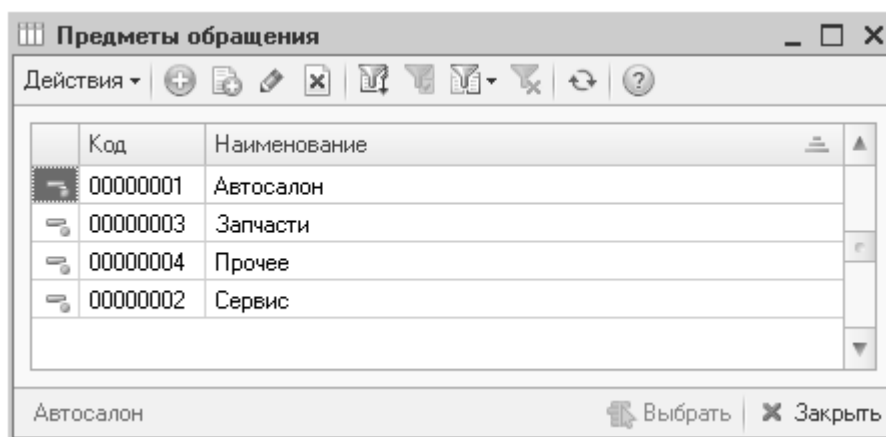 Предметы обращения
Действия
Код Наименование
00000001 Автосалон
00000003 Запчасти
00000004 Прочее
00000002 Сервис
Автосалон Выбрать Закрыть